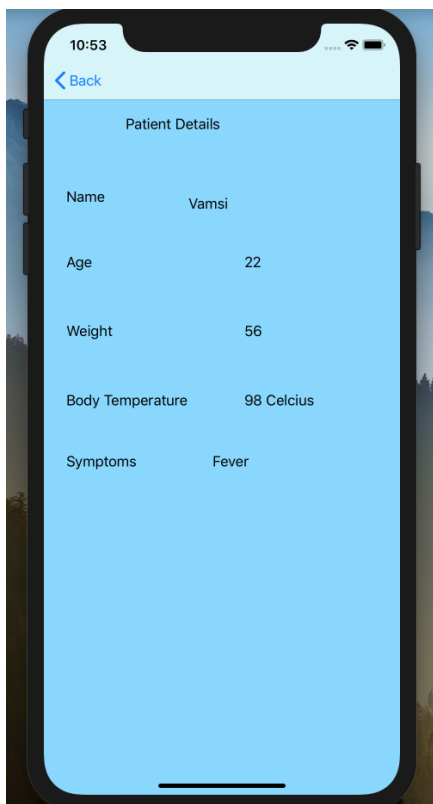 10:53
Back
Patient Details
Name Vamsi
Age 22
Weight 56
Body Temperature 98 Celcius
Symptoms Fever